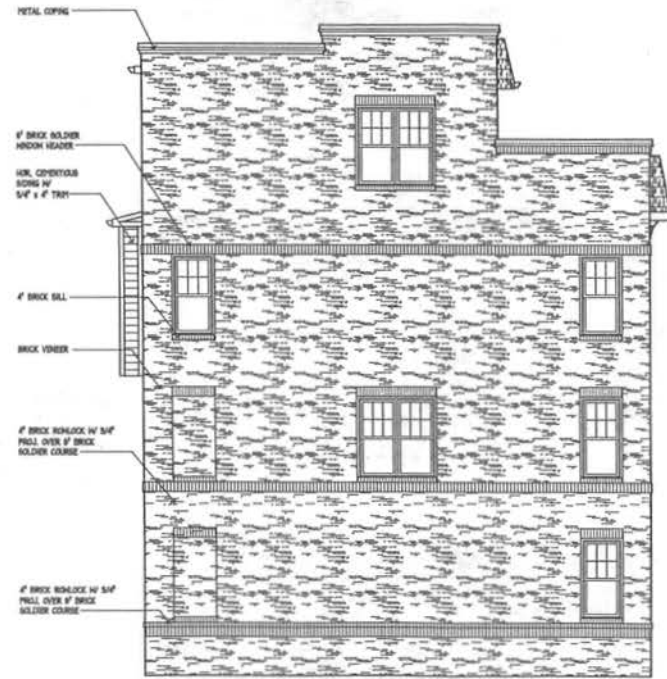 METAL COPING
8" BRICK SOLDIER
WINDOW HEADER
HOR. CEMENTIOUS
SIDING W/
5/4" x 4" TRIM
4" BRICK SILL
BRICK VENEER
4" BRICK ROWLOCK W/ 3/4"
PROJ. OVER 8" BRICK
SOLDIER COURSE
4" BRICK ROWLOCK W/ 3/4"
PROJ. OVER 8" BRICK
SOLDIER COURSE